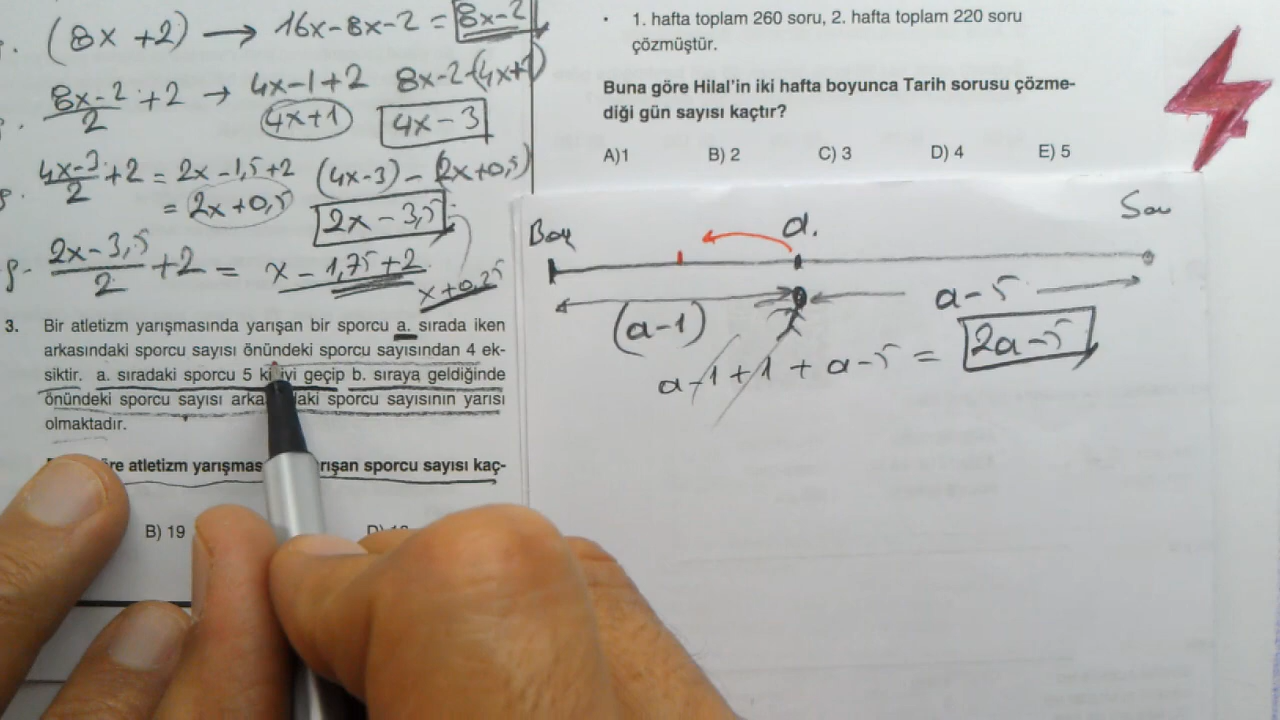 (8x+2) → 16x-8x-2 = 8x-2
8x-2/2 +2 → 4x-1+2 8x-2-(4x+1)
4x+1 4x-3
4x-3/2 +2 = 2x-1,5+2 (4x-3)-(2x+0,5)
= 2x+0,5 2x-3,5
2x-3,5/2 +2 = x-1,75+2
x+0,25
3. Bir atletizm yarışmasında yarışan bir sporcu a. sırada iken
arkasındaki sporcu sayısı önündeki sporcu sayısından 4 ek-
siktir. a. sıradaki sporcu 5 kişiyi geçip b. sıraya geldiğinde
önündeki sporcu sayısı sporcu sayısının yarısı
olmaktadır.
atletizm sporcu sayısı kaç-
B) 19
• 1. hafta toplam 260 soru, 2. hafta toplam 220 soru
çözmüştür.
Buna göre Hilal'in iki hafta boyunca Tarih sorusu çözme-
diği gün sayısı kaçtır?
A)1 B) 2 C) 3 D) 4 E) 5
a. Son
(a-1) a-5
a-1+1+a-5 = 2a-5